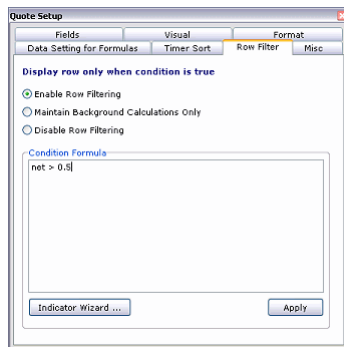 Quote Setup
Fields Visual Format
Data Setting for Formulas Timer Sort Row Filter Misc
Display row only when condition is true
Enable Row Filtering
Maintain Background Calculations Only
Disable Row Filtering
Condition Formula
net > 0.5
Indicator Wizard ... Apply